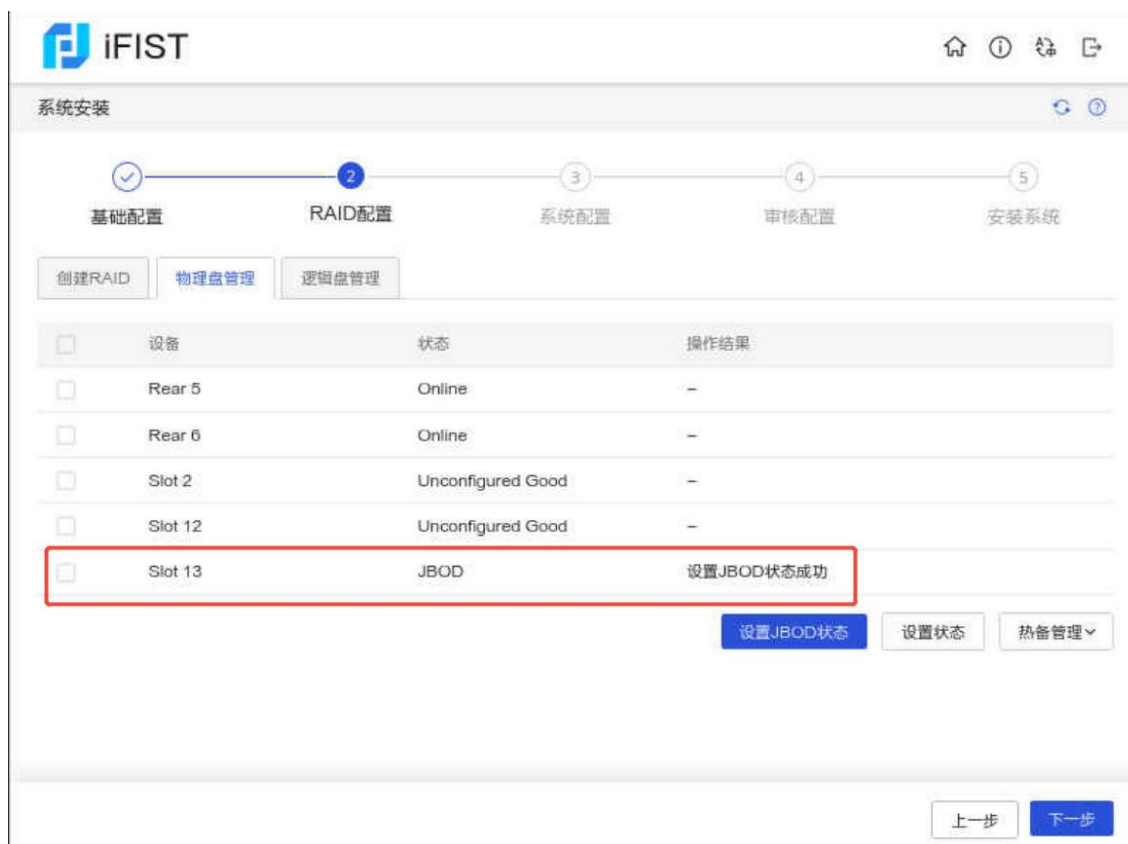 iFIST
系统安装
2 3 4 5
基础配置 RAID配置 系统配置 审核配置 安装系统
创建RAID 物理盘管理 逻辑盘管理
设备 状态 操作结果
Rear 5 Online –
Rear 6 Online –
Slot 2 Unconfigured Good –
Slot 12 Unconfigured Good –
Slot 13 JBOD 设置JBOD状态成功
设置JBOD状态 设置状态 热备管理
上一步 下一步